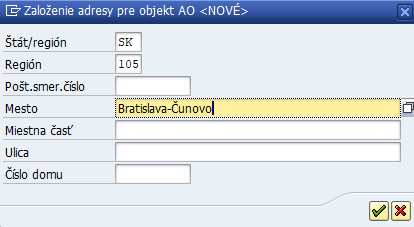 Založenie adresy pre objekt AO <NOVÉ>
Štát/región SK
Región 105
Pošt.smer.číslo
Mesto Bratislava-Čunovo
Miestna časť
Ulica
Číslo domu